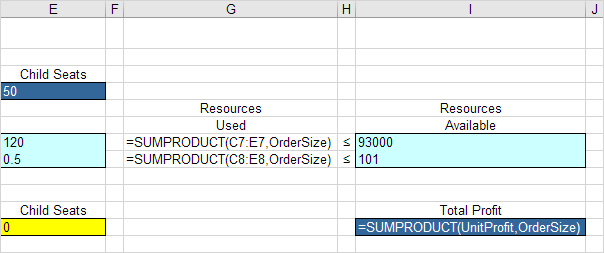 E F G H I J
Child Seats
50
Resources Resources
Used Available
120 =SUMPRODUCT(C7:E7,OrderSize) ≤ 93000
0.5 =SUMPRODUCT(C8:E8,OrderSize) ≤ 101
Child Seats Total Profit
0 =SUMPRODUCT(UnitProfit,OrderSize)